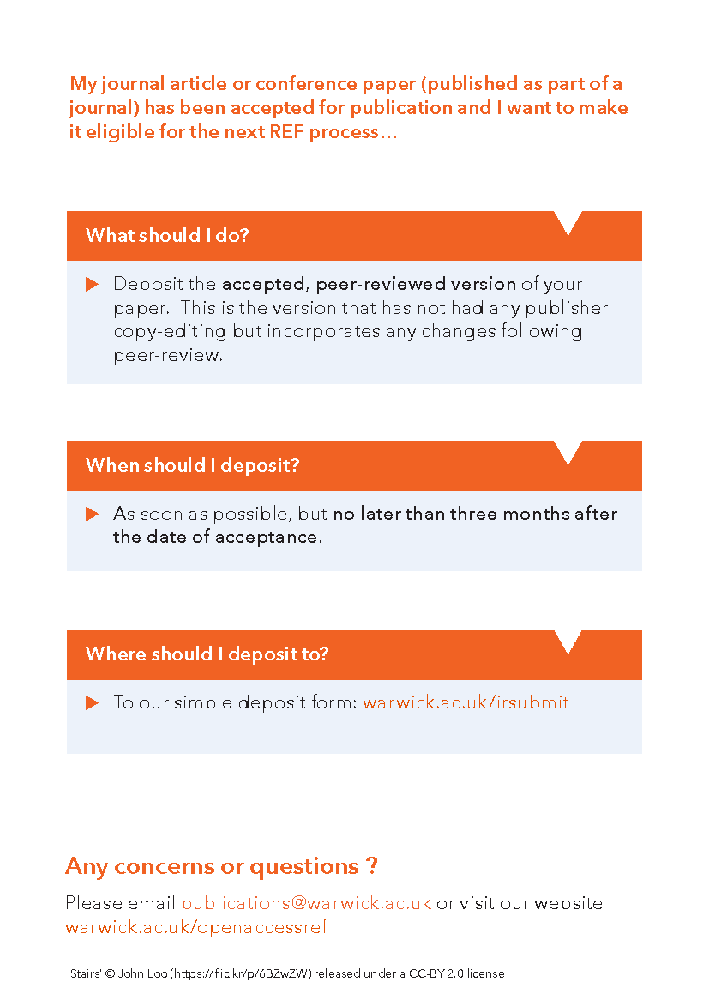 My journal article or conference paper (published as part of a
journal) has been accepted for publication and I want to make
it eligible for the next REF process...
What should I do?
Deposit the accepted, peer-reviewed version of your
paper.  This is the version that has not had any publisher
copy-editing but incorporates any changes following
peer-review.
When should I deposit?
As soon as possible, but no later than three months after
the date of acceptance.
Where should I deposit to?
To our simple deposit form: warwick.ac.uk/irsubmit
Any concerns or questions ?
Please email publications@warwick.ac.uk or visit our website
warwick.ac.uk/openaccessref
'Stairs' © John Loo (https://flic.kr/p/6BZwZW) released under a CC-BY 2.0 license